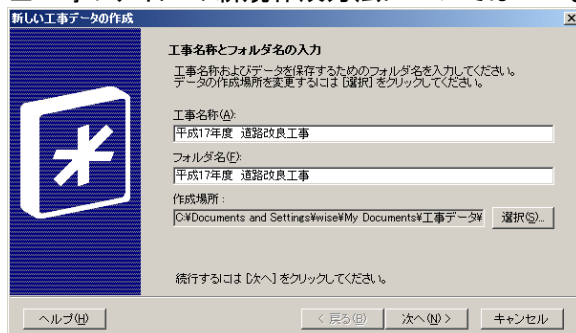 新しい工事データの作成
工事名称とフォルダ名の入力
工事名称およびデータを保存するためのフォルダ名を入力してください。
データの作成場所を変更するには [選択] をクリックしてください。
工事名称(A):
平成17年度 道路改良工事
フォルダ名(F):
平成17年度 道路改良工事
作成場所 :
C:¥Documents and Settings¥wise¥My Documents¥工事データ¥
選択(S)...
続行するには [次へ] をクリックしてください。
ヘルプ(H)
< 戻る(B)
次へ(N) >
キャンセル